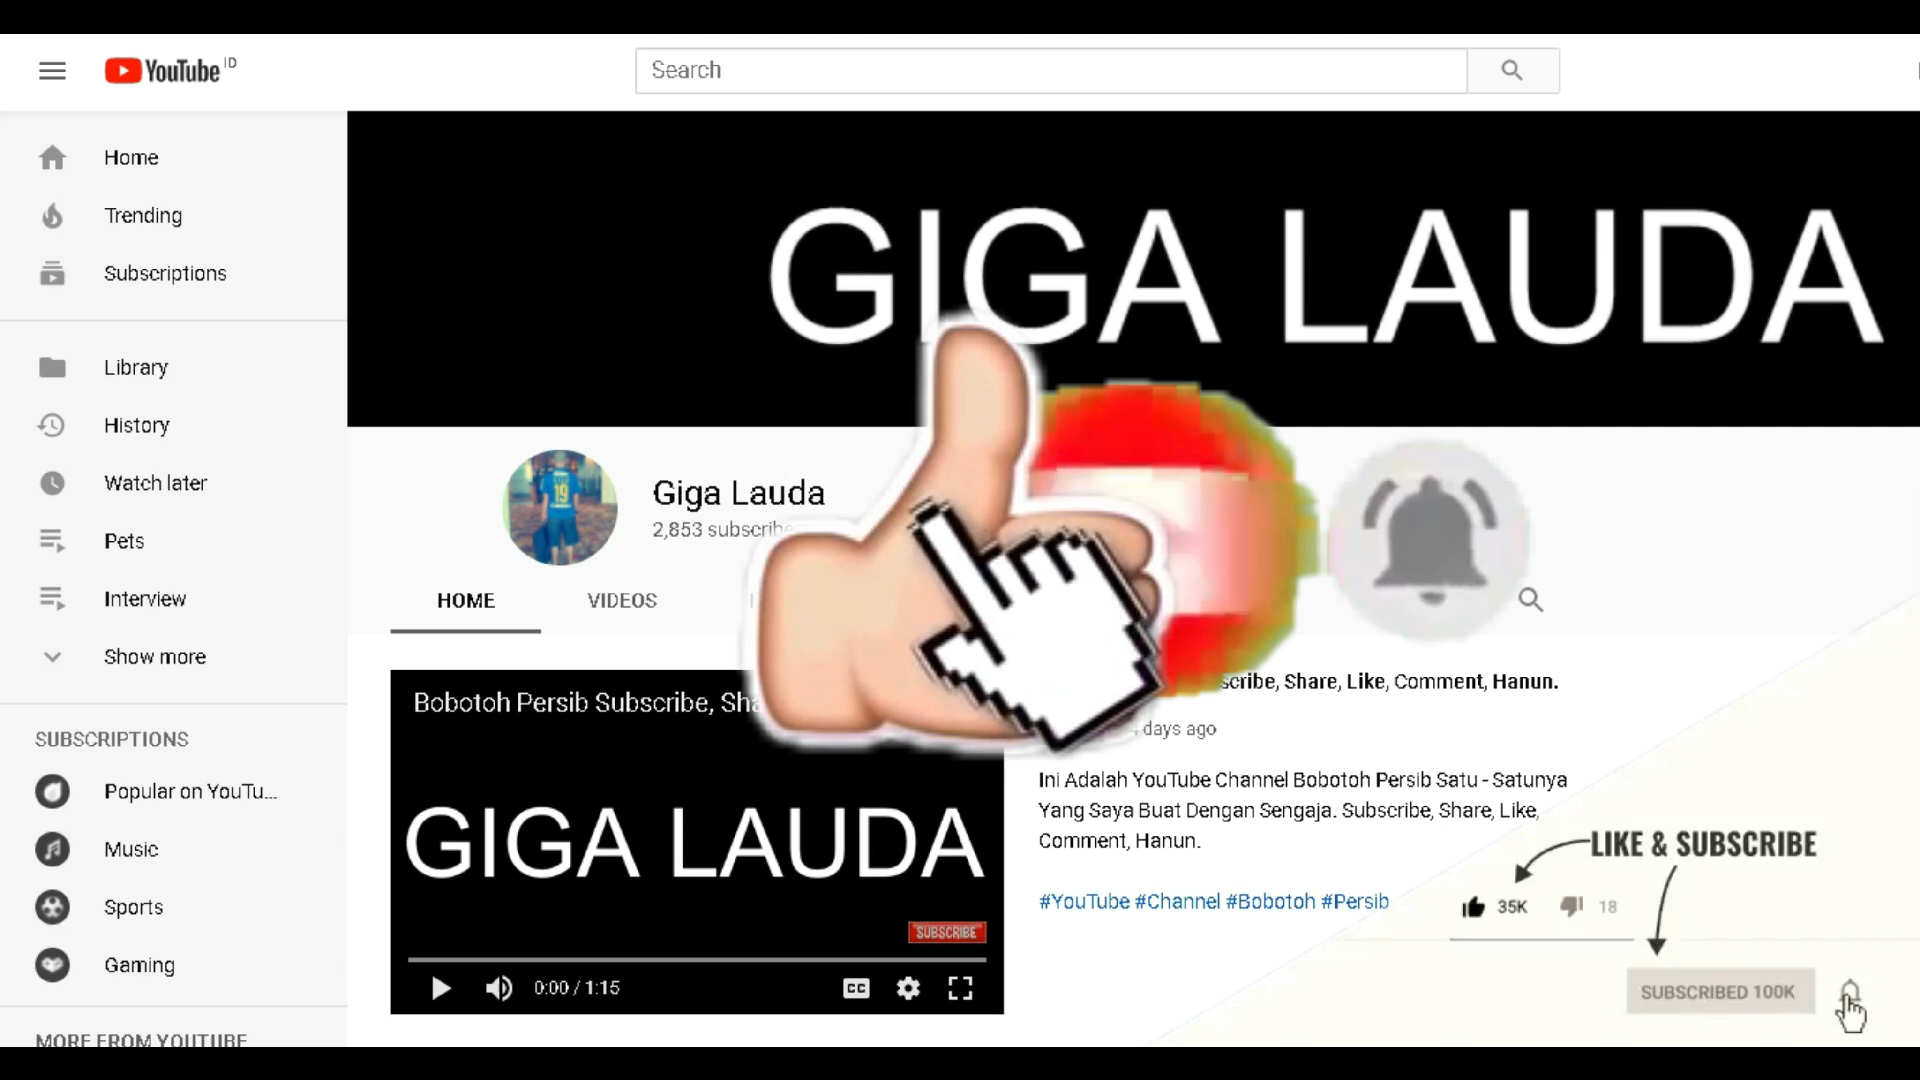 YouTube ID
Search
Home
Trending
Subscriptions
Library
History
Watch later
Pets
Interview
Show more
SUBSCRIPTIONS
Popular on YouTu...
Music
Sports
Gaming
MORE FROM YOUTUBE
GIGA LAUDA
19
Giga Lauda
2,853
HOME
VIDEOS
Bobotoh Persib Subscribe,
GIGA LAUDA
SUBSCRIBE
0:00 / 1:15
CC
Share, Like, Comment, Hanun.
days ago
Ini Adalah YouTube Channel Bobotoh Persib Satu - Satunya
Yang Saya Buat Dengan Sengaja. Subscribe, Share, Like,
Comment, Hanun.
#YouTube #Channel #Bobotoh #Persib
LIKE & SUBSCRIBE
35K
18
SUBSCRIBED 100K